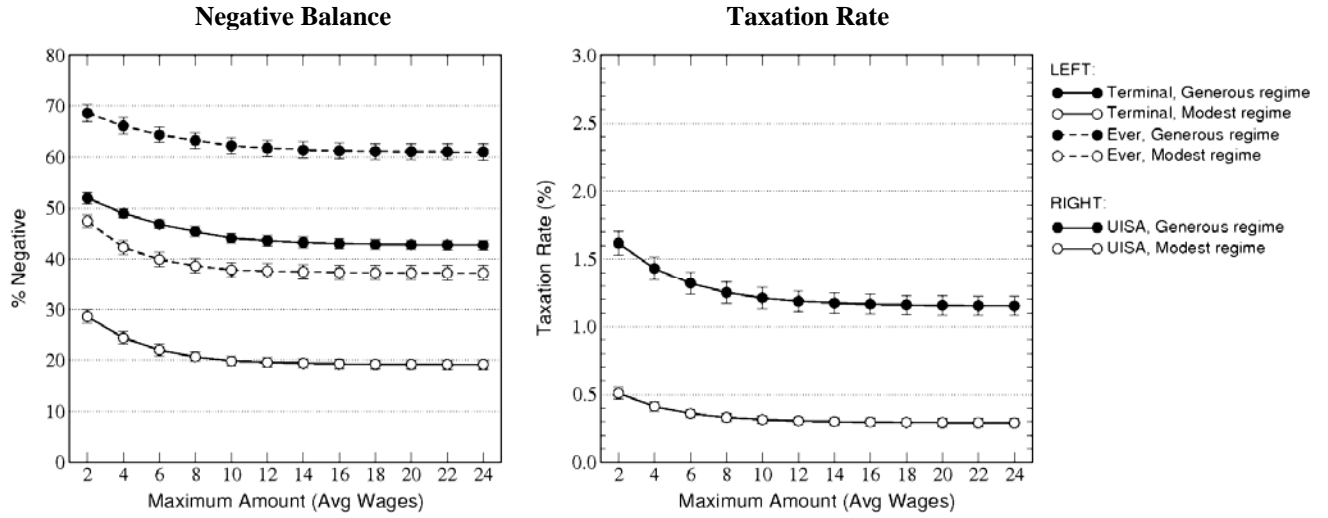 Negative Balance
80
70
60
50
40
30
20
10
0
% Negative
2 4 6 8 10 12 14 16 18 20 22 24
Maximum Amount (Avg Wages)
Taxation Rate
3.0
2.5
2.0
1.5
1.0
0.5
0.0
Taxation Rate (%)
2 4 6 8 10 12 14 16 18 20 22 24
Maximum Amount (Avg Wages)
LEFT:
Terminal, Generous regime
Terminal, Modest regime
Ever, Generous regime
Ever, Modest regime
RIGHT:
UISA, Generous regime
UISA, Modest regime